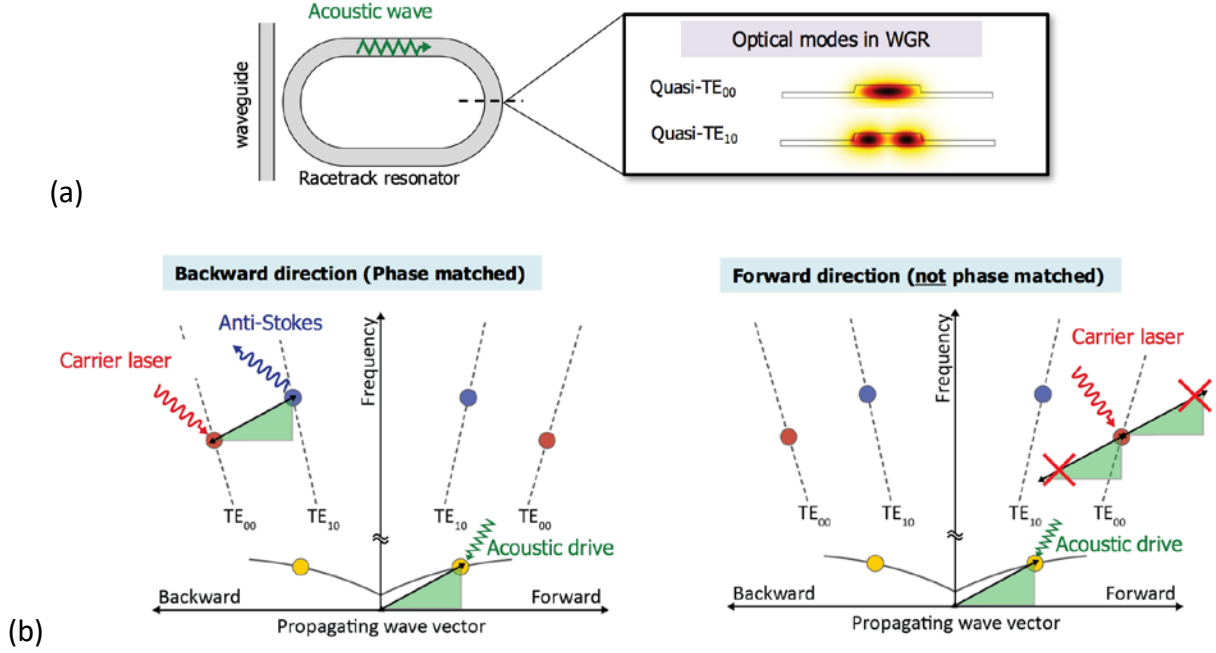 Acoustic wave
waveguide
Racetrack resonator
Optical modes in WGR
Quasi-TE₀₀
Quasi-TE₁₀
(a)
Backward direction (Phase matched)
Anti-Stokes
Carrier laser
Frequency
TE₀₀
TE₁₀
TE₁₀
TE₀₀
Acoustic drive
Backward
Forward
Propagating wave vector
Forward direction (not phase matched)
Frequency
Carrier laser
TE₀₀
TE₁₀
TE₁₀
TE₀₀
Acoustic drive
Backward
Forward
Propagating wave vector
(b)